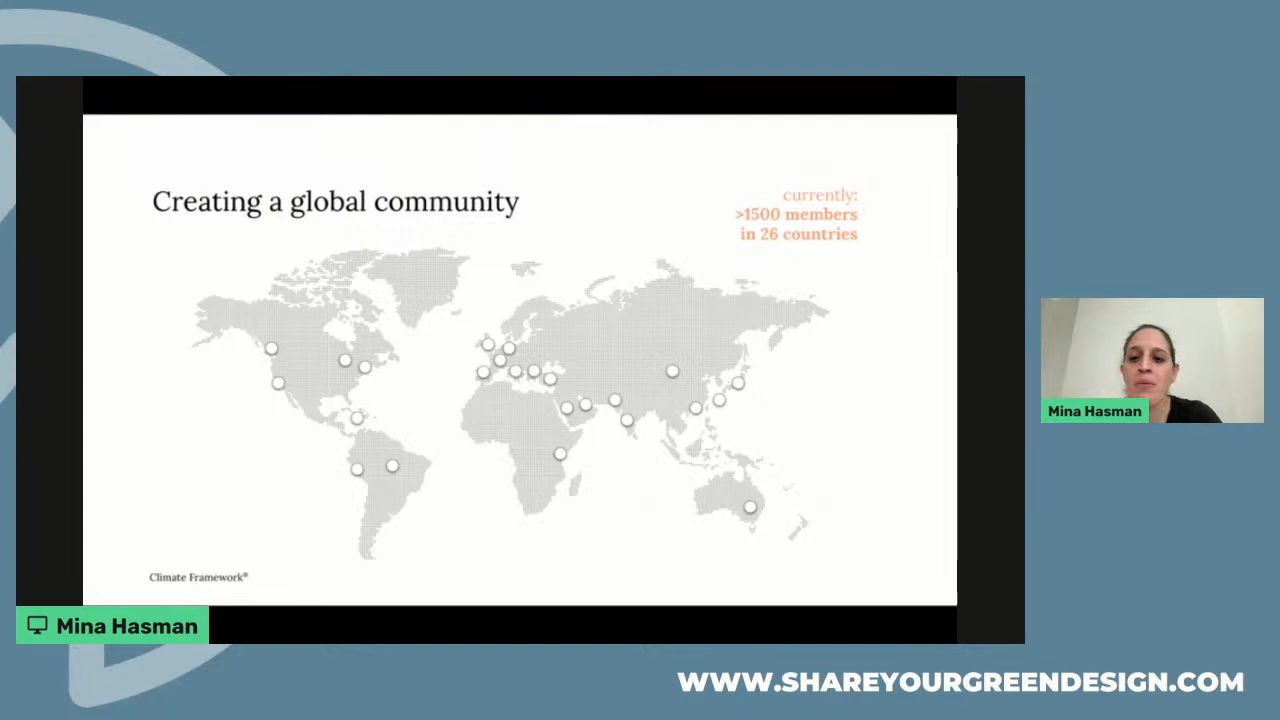 Creating a global community
currently:
>1500 members
in 26 countries
Climate Framework®
Mina Hasman
Mina Hasman
WWW.SHAREYOURGREENDESIGN.COM